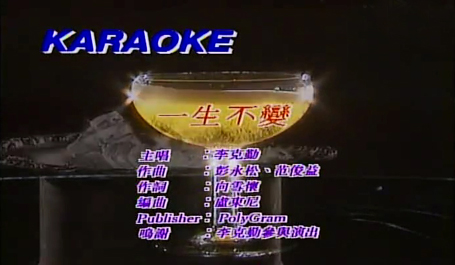 KARAOKE
一生不變
主唱：李克勤
作曲：彭永松、范俊益
作詞：向雪懷
編曲：盧東尼
Publisher：PolyGram
鳴謝：李克勤參與演出